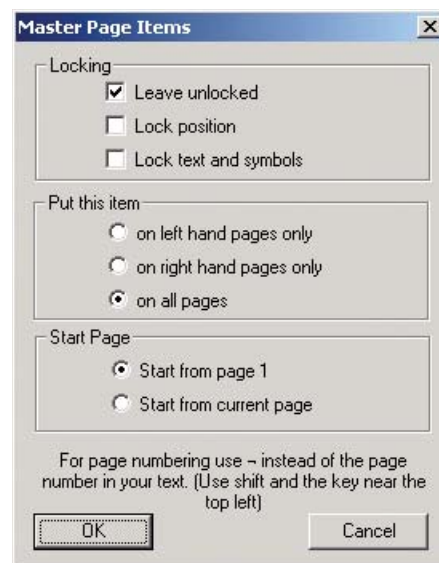 Master Page Items
Locking
Leave unlocked
Lock position
Lock text and symbols
Put this item
on left hand pages only
on right hand pages only
on all pages
Start Page
Start from page 1
Start from current page
For page numbering use ¬ instead of the page
number in your text. (Use shift and the key near the
top left)
OK Cancel